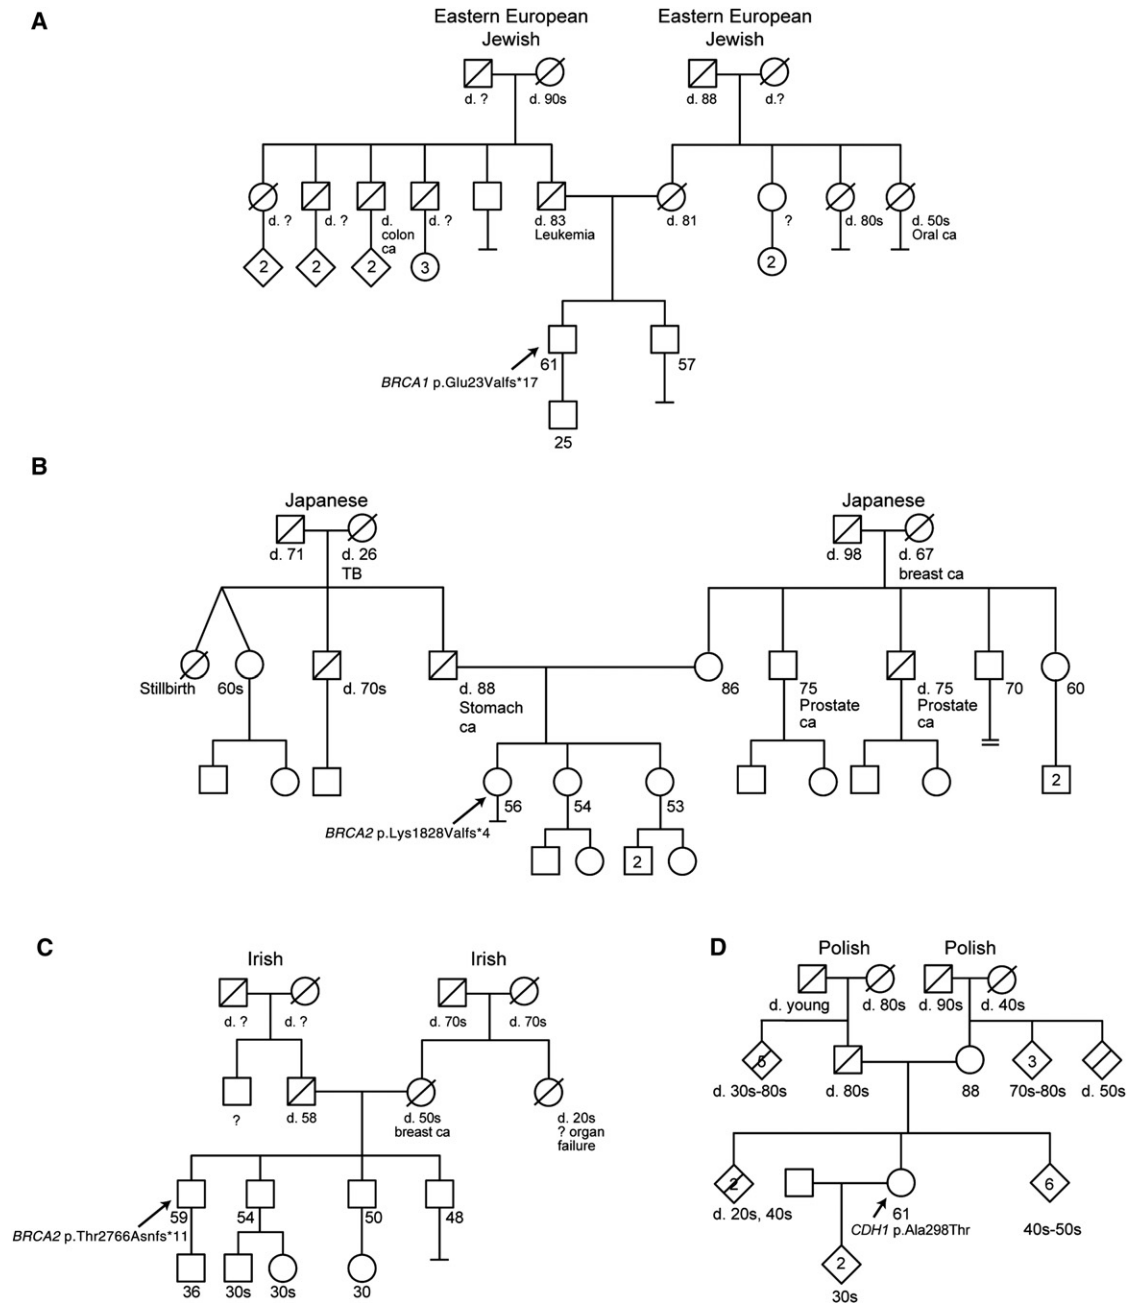 A
Eastern European
Jewish
Eastern European
Jewish
d. ?
d. 90s
d. 88
d.?
d. ?
d. ?
d.
colon
ca
d. ?
d. 83
Leukemia
d. 81
?
d. 80s
d. 50s
Oral ca
2
2
2
3
2
61
57
BRCA1 p.Glu23Valfs*17
25
B
Japanese
Japanese
d. 71
d. 26
TB
d. 98
d. 67
breast ca
Stillbirth
60s
d. 70s
d. 88
Stomach
ca
86
75
Prostate
ca
d. 75
Prostate
ca
70
60
2
56
54
53
BRCA2 p.Lys1828Valfs*4
2
C
Irish
Irish
d. ?
d. ?
d. 70s
d. 70s
?
d. 58
d. 50s
breast ca
d. 20s
? organ
failure
59
54
50
48
BRCA2 p.Thr2766Asnfs*11
36
30s
30s
30
D
Polish
Polish
d. young
d. 80s
d. 90s
d. 40s
5
3
d. 30s-80s
d. 80s
88
70s-80s
d. 50s
2
6
d. 20s, 40s
61
CDH1 p.Ala298Thr
40s-50s
2
30s